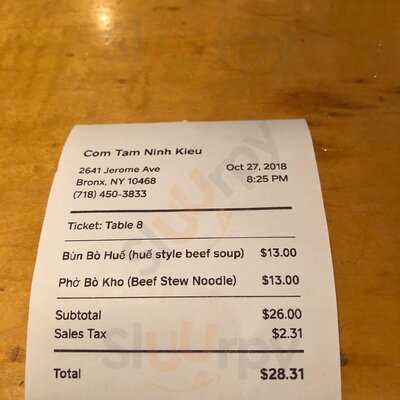 Com Tam Ninh Kieu
2641 Jerome Ave Oct 27, 2018
Bronx, NY 10468 8:25 PM
(718) 450-3833
Ticket: Table 8
Bùn Bò Huế (huế style beef soup) $13.00
Phở Bò Kho (Beef Stew Noodle) $13.00
Subtotal $26.00
Sales Tax $2.31
Total $28.31
Sluurpy